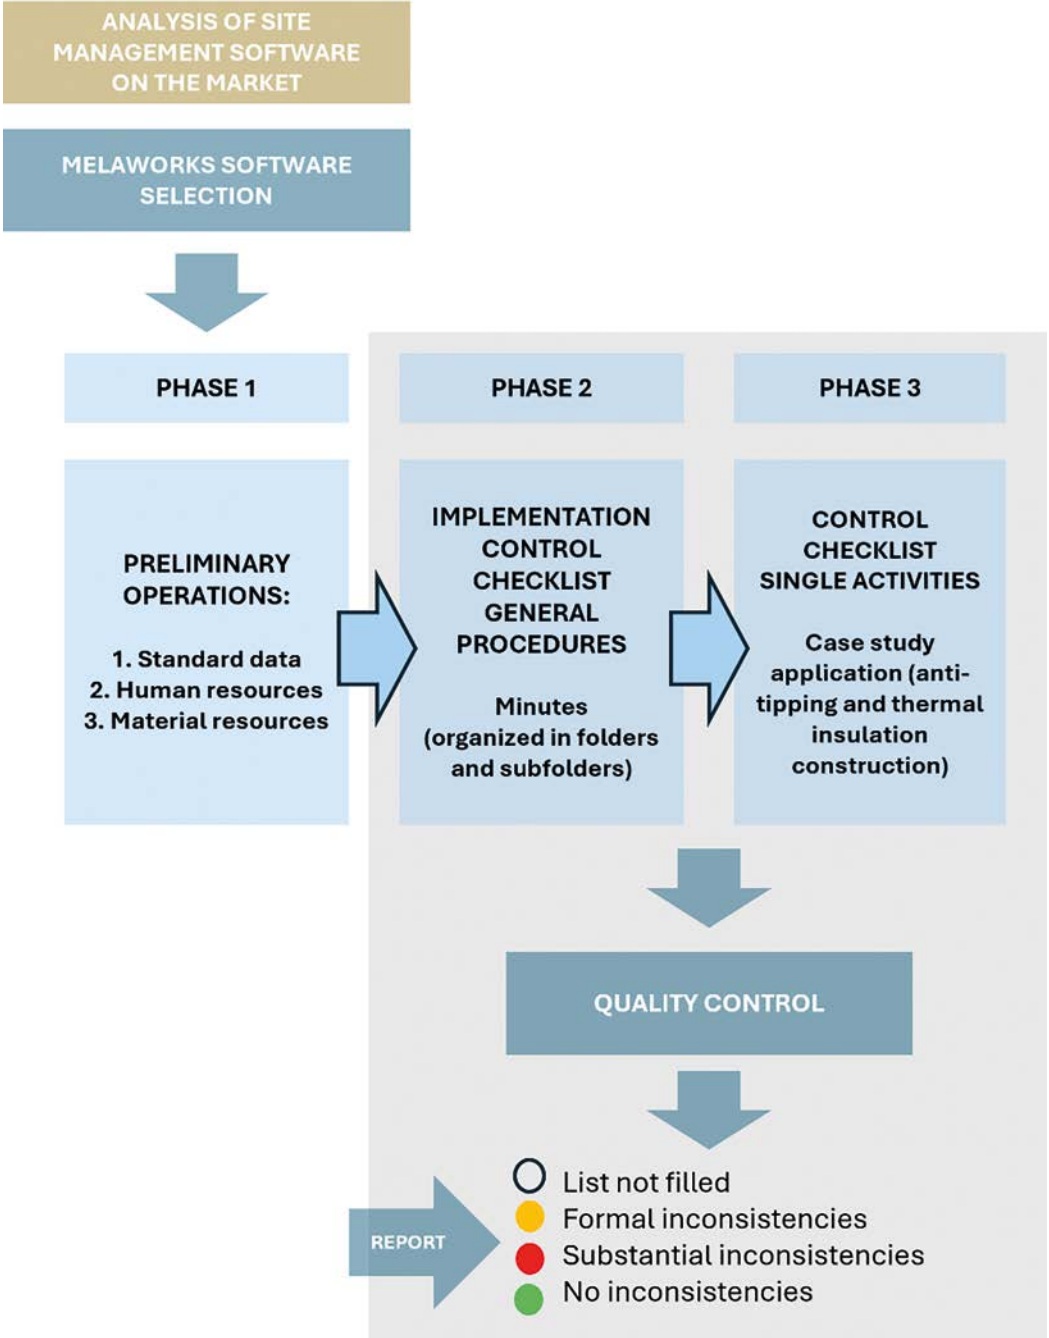 ANALYSIS OF SITE
MANAGEMENT SOFTWARE
ON THE MARKET
MELAWORKS SOFTWARE
SELECTION
PHASE 1
PHASE 2
PHASE 3
PRELIMINARY
OPERATIONS:
1. Standard data
2. Human resources
3. Material resources
IMPLEMENTATION
CONTROL
CHECKLIST
GENERAL
PROCEDURES
Minutes
(organized in folders
and subfolders)
CONTROL
CHECKLIST
SINGLE ACTIVITIES
Case study
application (anti-
tipping and thermal
insulation
construction)
QUALITY CONTROL
REPORT
List not filled
Formal inconsistencies
Substantial inconsistencies
No inconsistencies